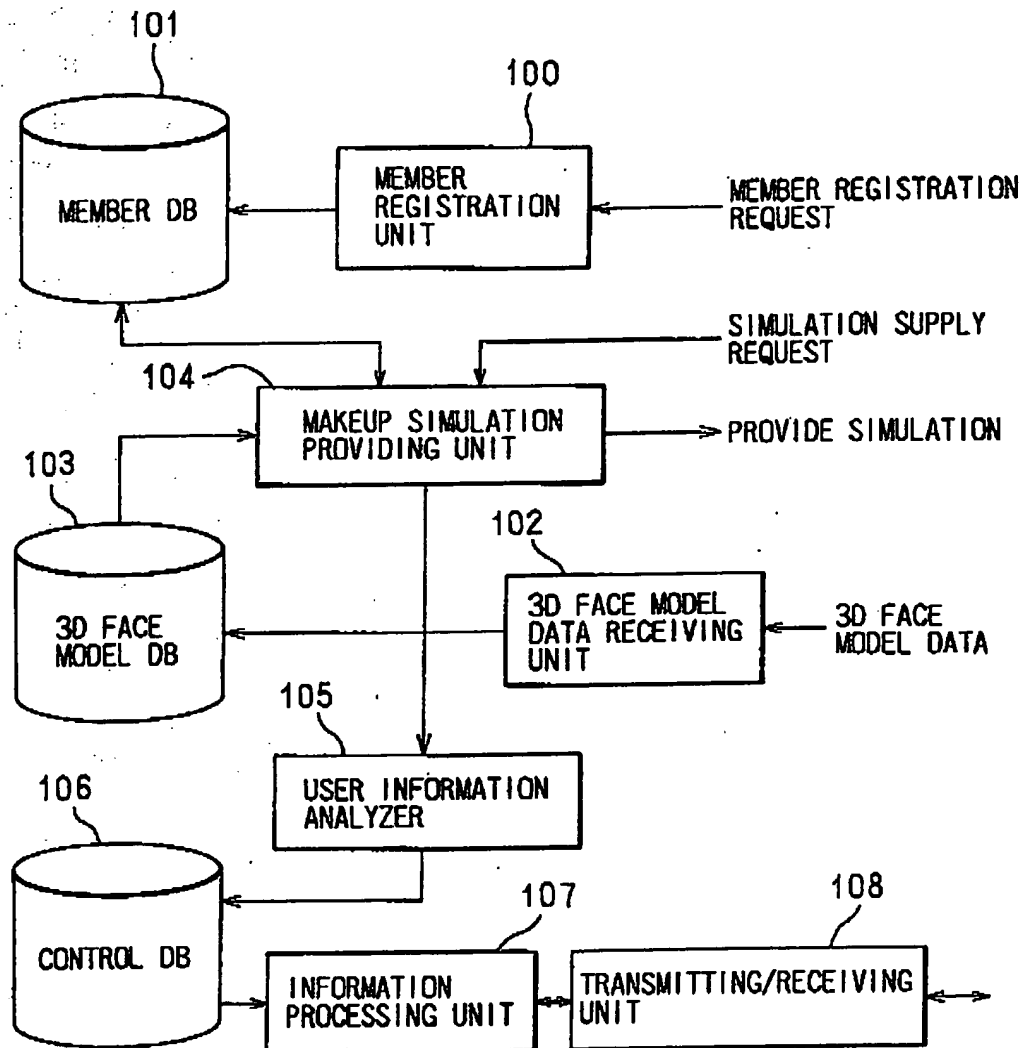 101
100
MEMBER DB
MEMBER
REGISTRATION
UNIT
MEMBER REGISTRATION
REQUEST
SIMULATION SUPPLY
REQUEST
104
MAKEUP SIMULATION
PROVIDING UNIT
PROVIDE SIMULATION
103
102
3D FACE
MODEL DB
3D FACE MODEL
DATA RECEIVING
UNIT
3D FACE
MODEL DATA
105
USER INFORMATION
ANALYZER
106
CONTROL DB
107
INFORMATION
PROCESSING UNIT
108
TRANSMITTING/RECEIVING
UNIT